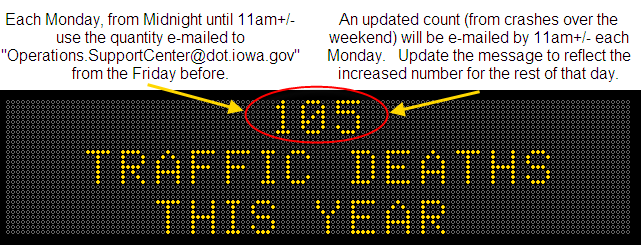 Each Monday, from Midnight until 11am+/-
use the quantity e-mailed to
"Operations.SupportCenter@dot.iowa.gov"
from the Friday before.
An updated count (from crashes over the
weekend) will be e-mailed by 11am+/- each
Monday.   Update the message to reflect the
increased number for the rest of that day.
105
TRAFFIC DEATHS
THIS YEAR